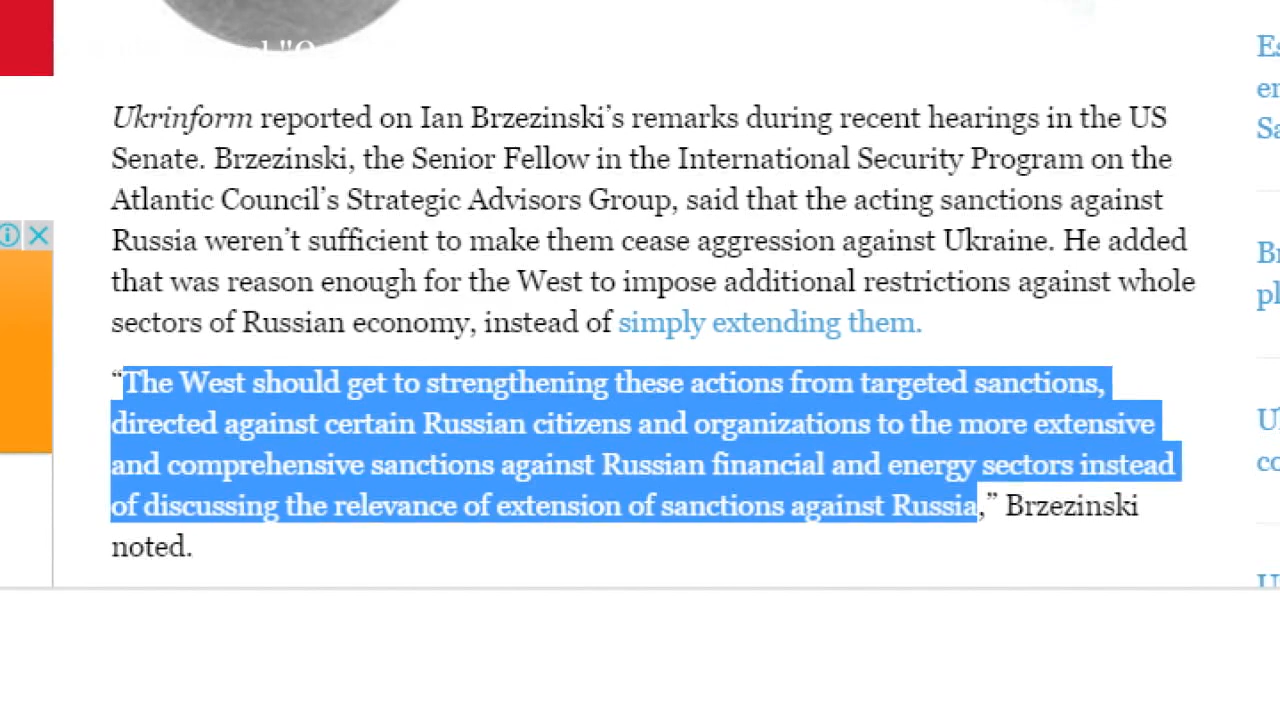 Ukrinform reported on Ian Brzezinski’s remarks during recent hearings in the US
Senate. Brzezinski, the Senior Fellow in the International Security Program on the
Atlantic Council’s Strategic Advisors Group, said that the acting sanctions against
Russia weren’t sufficient to make them cease aggression against Ukraine. He added
that was reason enough for the West to impose additional restrictions against whole
sectors of Russian economy, instead of simply extending them.
“The West should get to strengthening these actions from targeted sanctions,
directed against certain Russian citizens and organizations to the more extensive
and comprehensive sanctions against Russian financial and energy sectors instead
of discussing the relevance of extension of sanctions against Russia,” Brzezinski
noted.